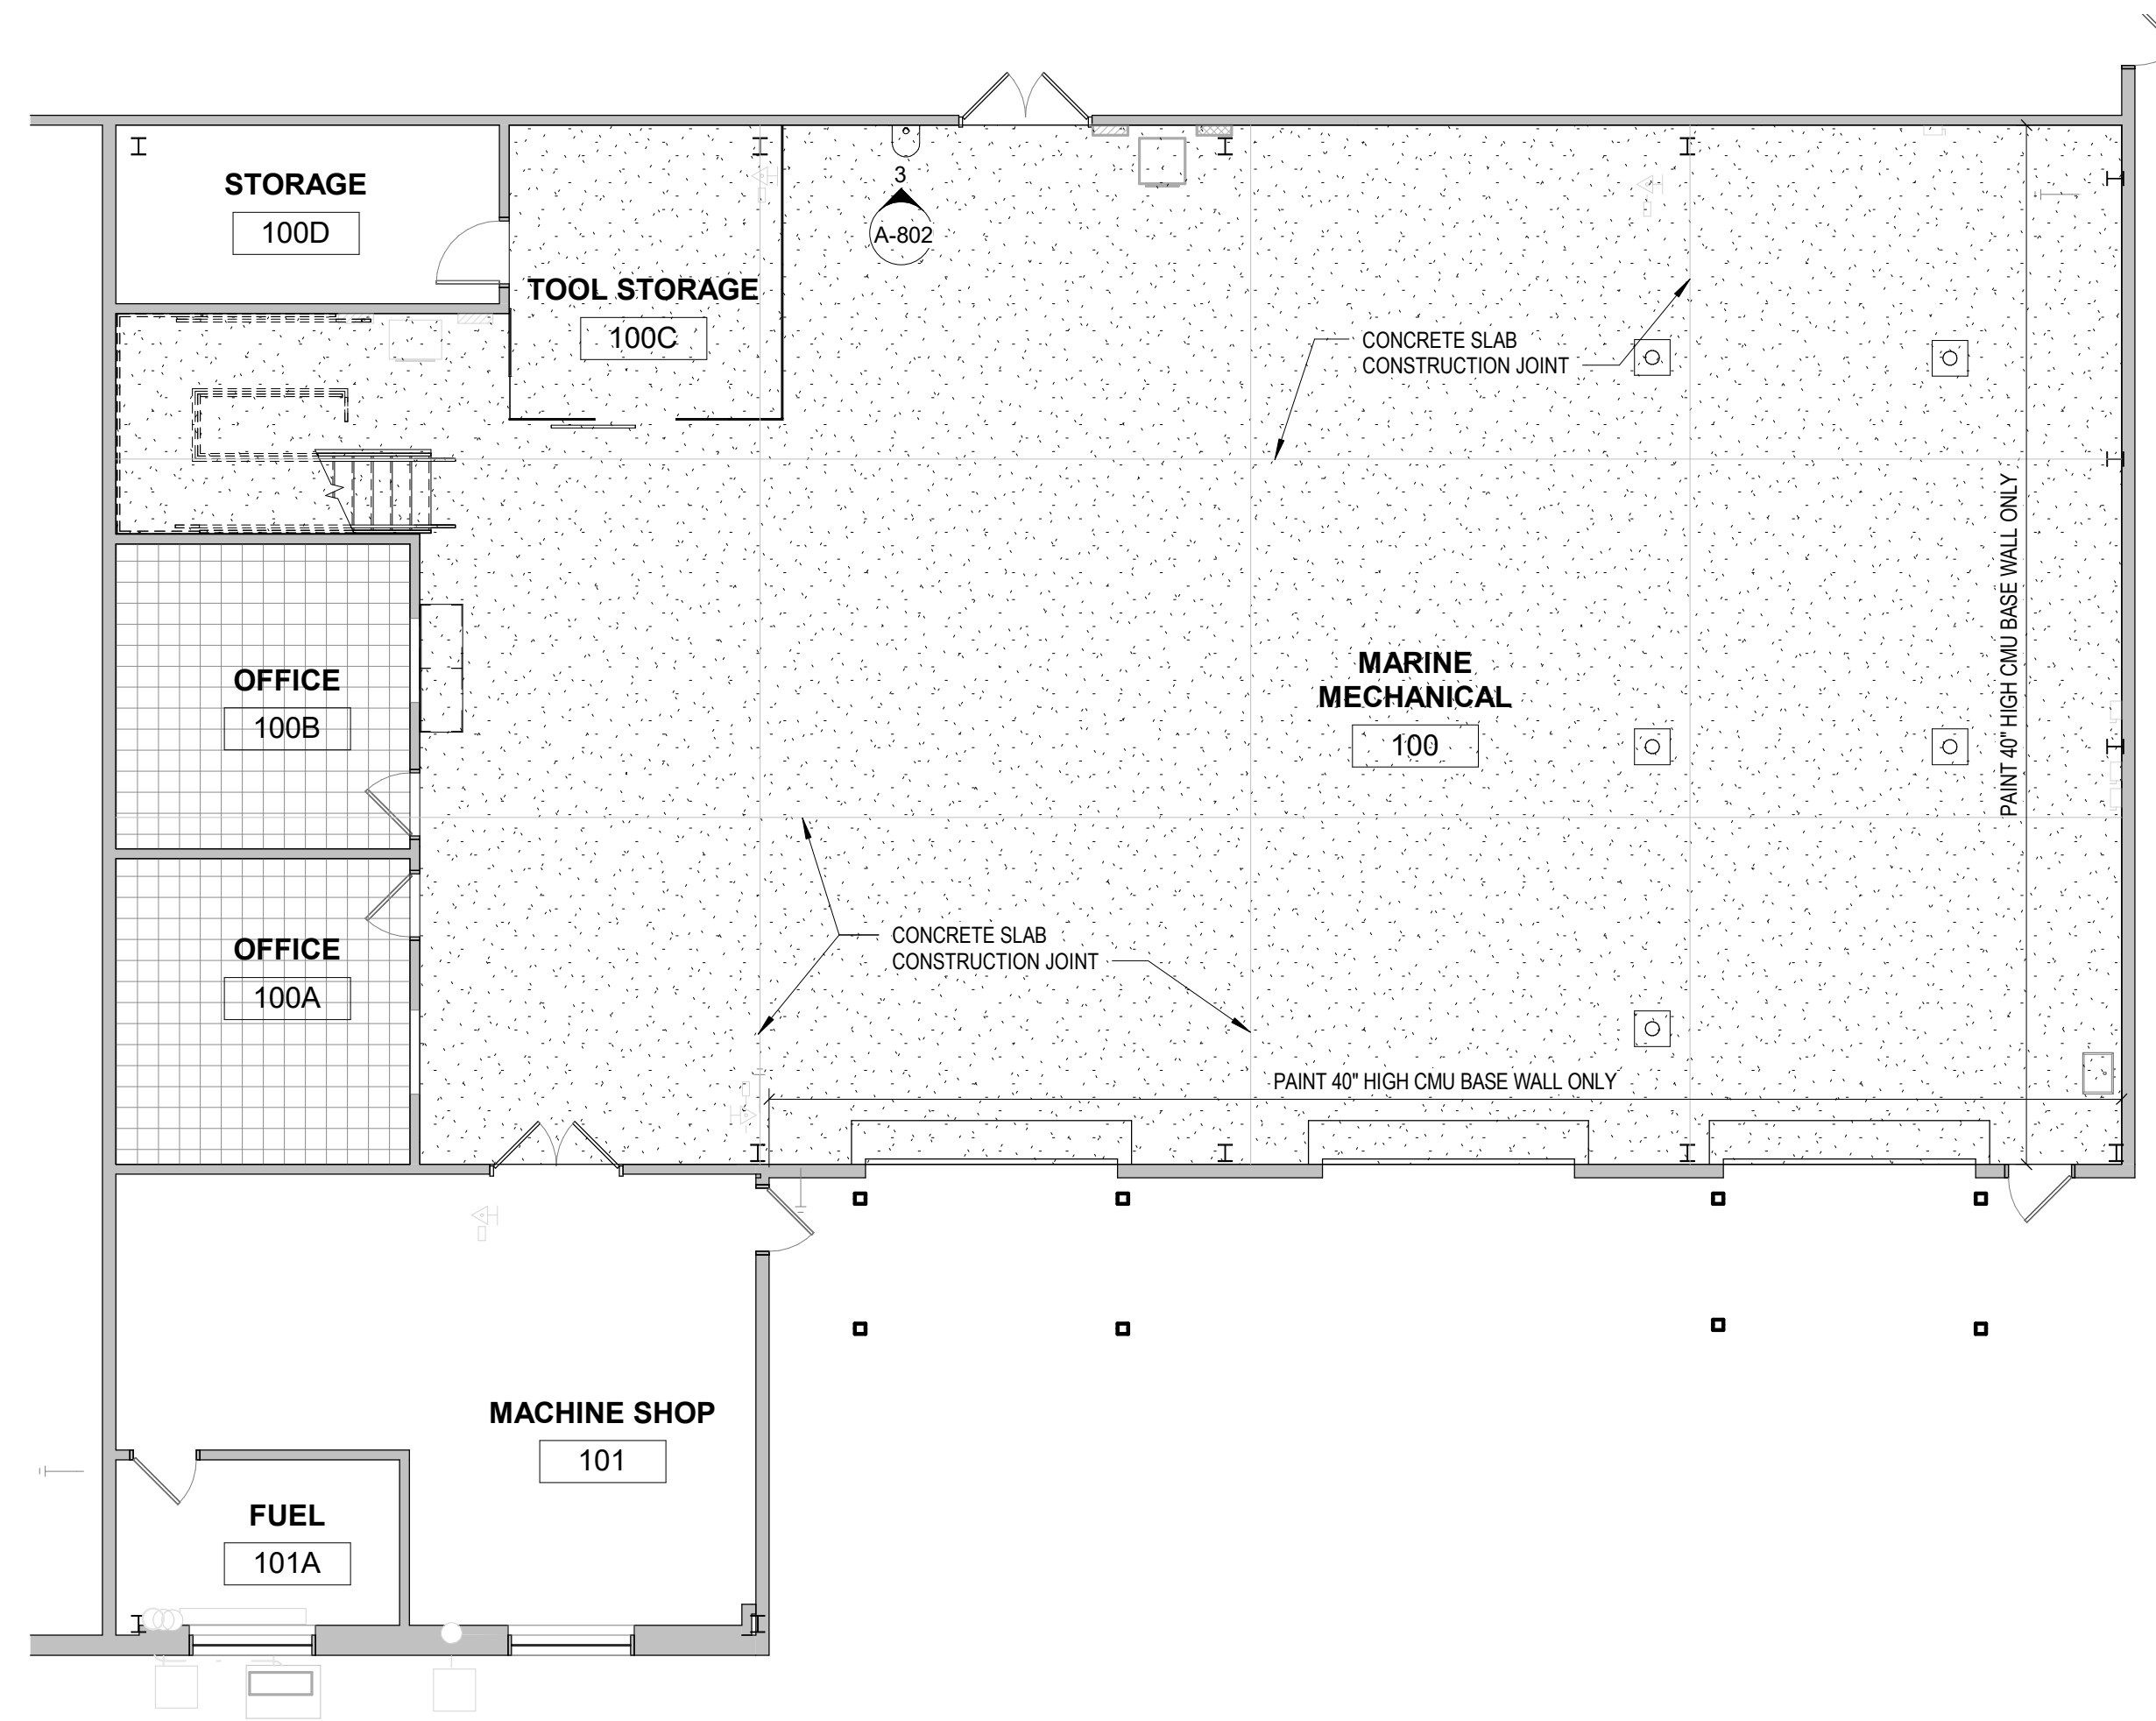 STORAGE
100D
3
A-802
TOOL STORAGE
100C
CONCRETE SLAB
CONSTRUCTION JOINT
PAINT 40" HIGH CMU BASE WALL ONLY
OFFICE
100B
MARINE
MECHANICAL
100
OFFICE
100A
CONCRETE SLAB
CONSTRUCTION JOINT
PAINT 40" HIGH CMU BASE WALL ONLY
MACHINE SHOP
101
FUEL
101A